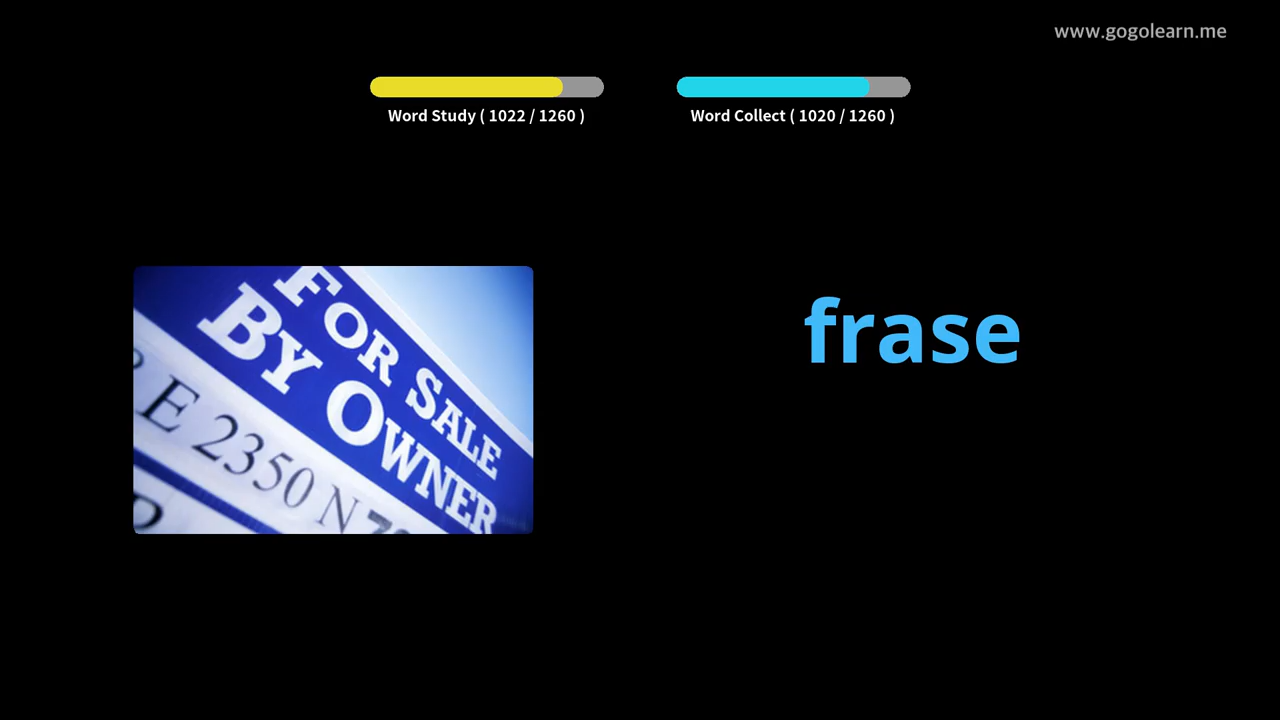 www.gogolearn.me
Word Study ( 1022 / 1260 )
Word Collect ( 1020 / 1260 )
FOR SALE
BY OWNER
E 2350 N
frase